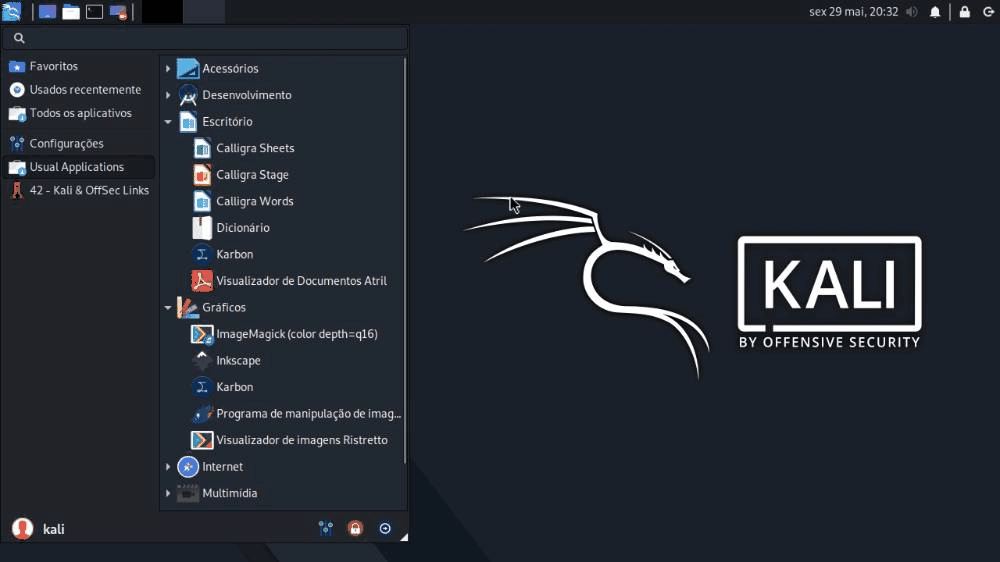 sex 29 mai, 20:32
Favoritos
Usados recentemente
Todos os aplicativos
Configurações
Usual Applications
42 - Kali & OffSec Links
Acessórios
Desenvolvimento
Escritório
Calligra Sheets
Calligra Stage
Calligra Words
Dicionário
Karbon
Visualizador de Documentos Atril
Gráficos
ImageMagick (color depth=q16)
Inkscape
Karbon
Programa de manipulação de imag...
Visualizador de imagens Ristretto
Internet
Multimídia
kali
KALI
BY OFFENSIVE SECURITY